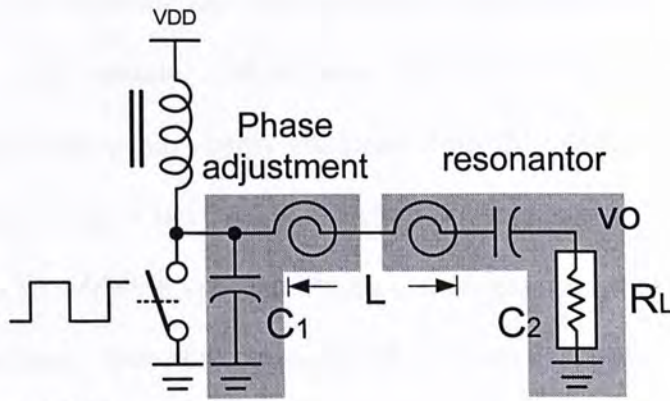 VDD
Phase
adjustment
resonantor
VO
L
C1
C2
RL